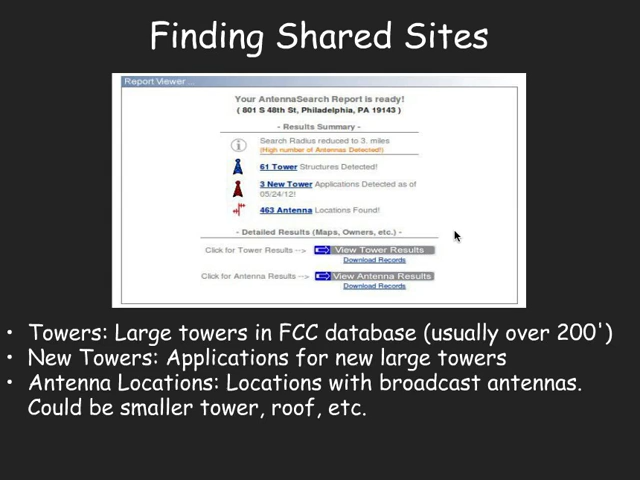 Finding Shared Sites
Report Viewer ...
Your AntennaSearch Report is ready!
( 801 S 48th St, Philadelphia, PA 19143 )
- Results Summary -
Search Radius reduced to 3. miles
(High number of Antennas Detected!)
61 Tower Structures Detected!
3 New Tower Applications Detected as of
05/24/12!
463 Antenna Locations Found!
- Detailed Results (Maps, Owners, etc.) -
Click for Tower Results --> View Tower Results
Download Records
Click for Antenna Results --> View Antenna Results
Download Records
• Towers: Large towers in FCC database (usually over 200')
• New Towers: Applications for new large towers
• Antenna Locations: Locations with broadcast antennas.
Could be smaller tower, roof, etc.